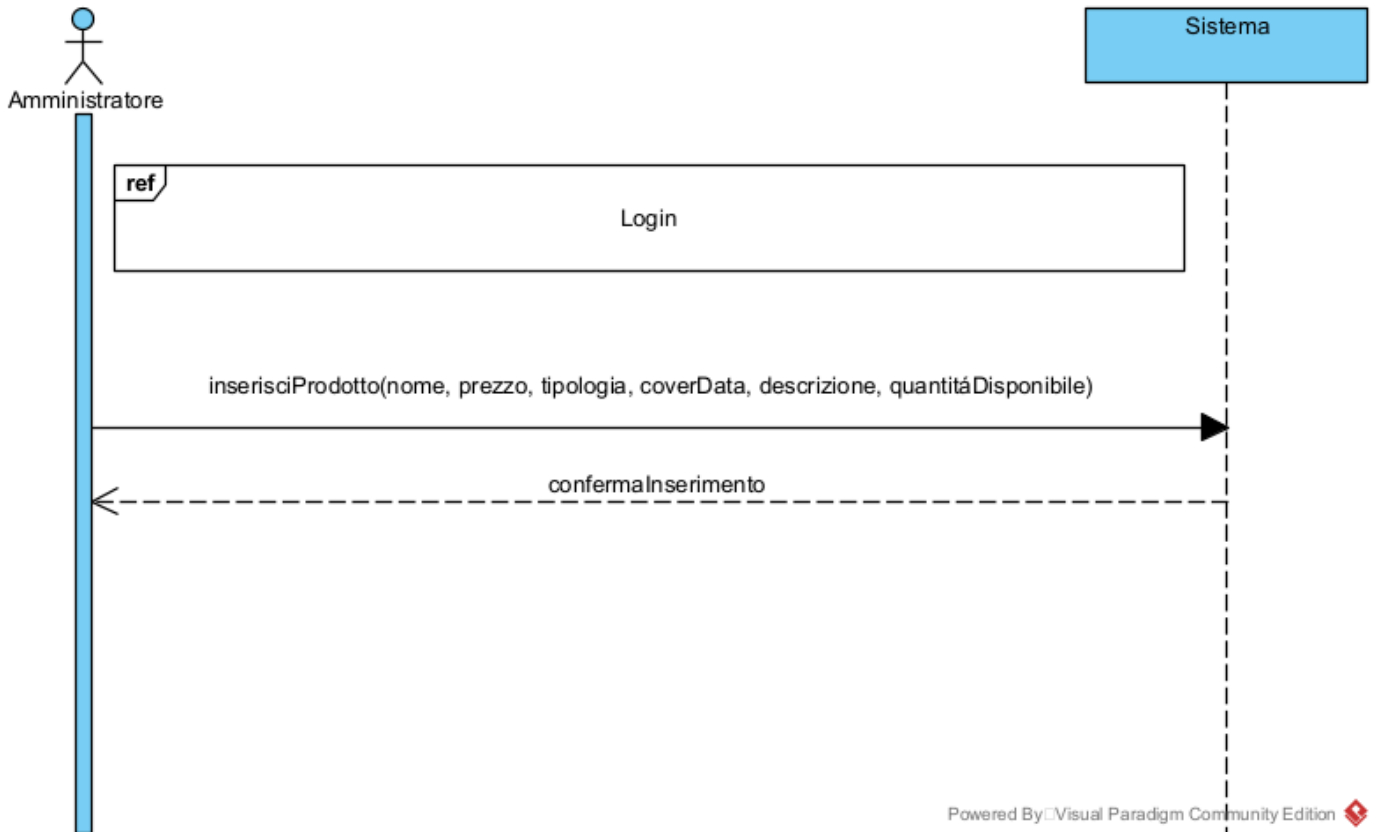 Sistema
Amministratore
ref
Login
inserisciProdotto(nome, prezzo, tipologia, coverData, descrizione, quantitáDisponibile)
confermaInserimento
Powered By Visual Paradigm Community Edition